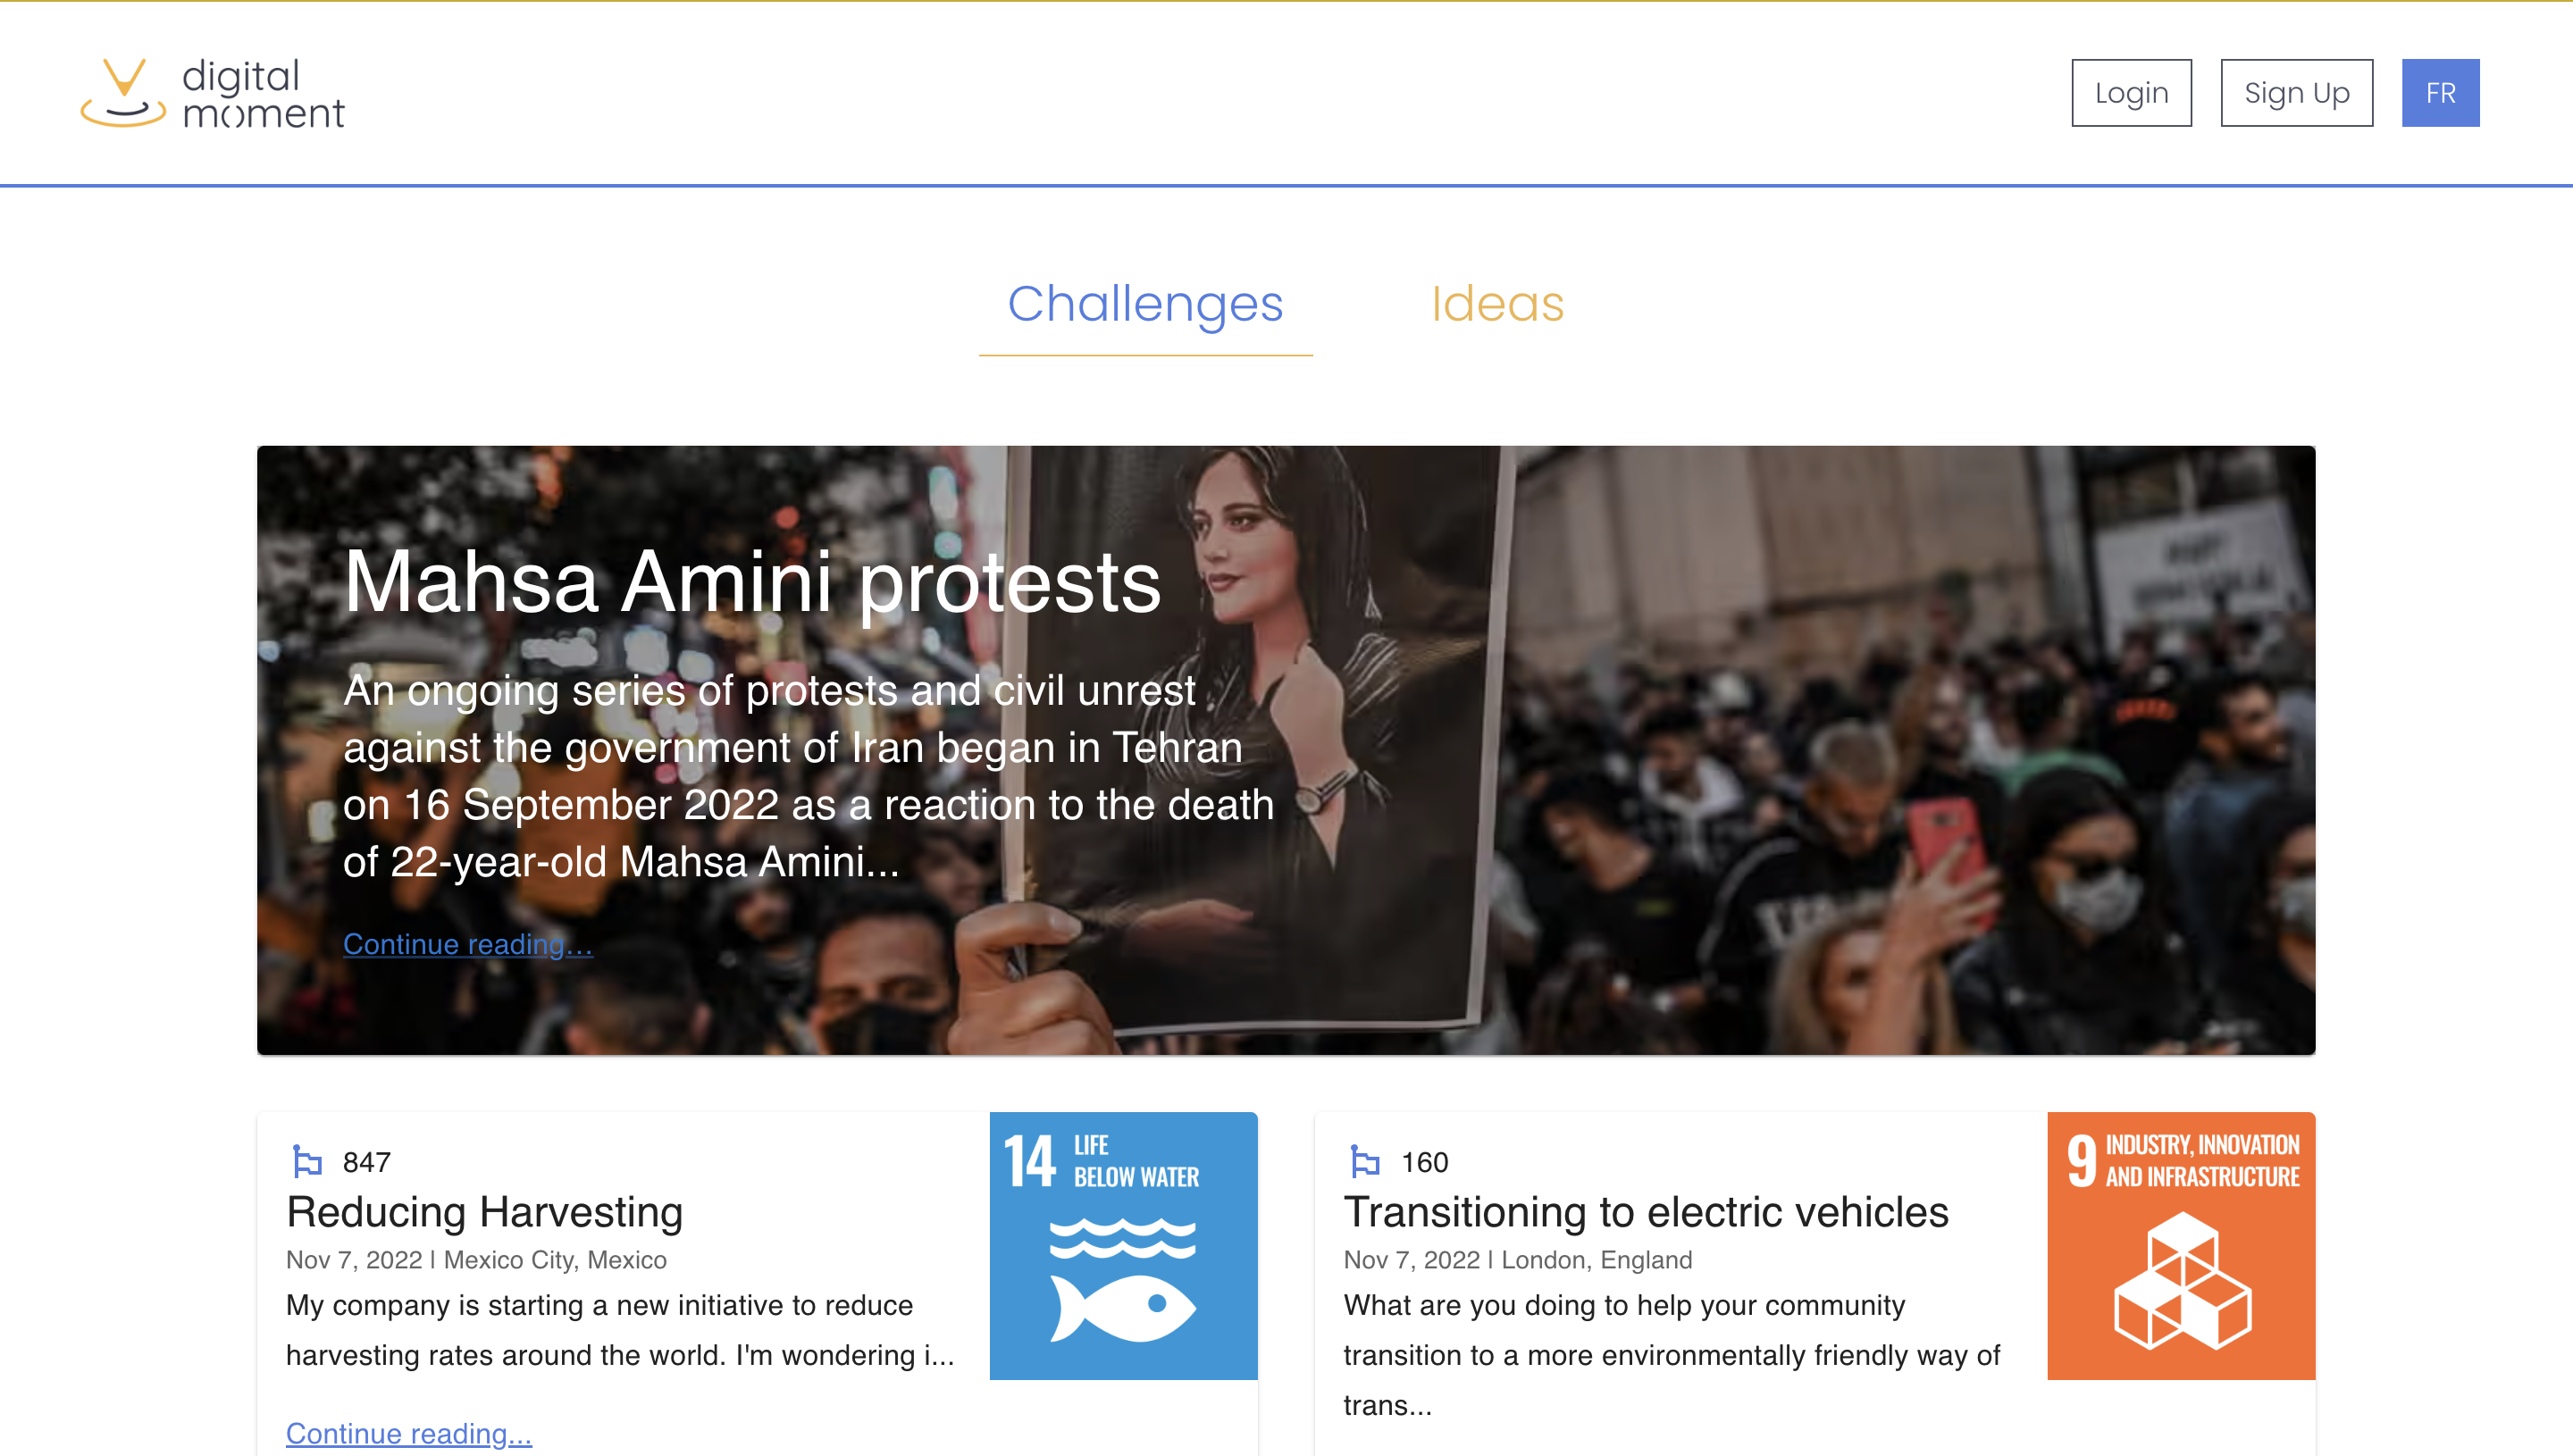 digital
moment
Login
Sign Up
FR
Challenges
Ideas
Mahsa Amini protests
An ongoing series of protests and civil unrest
against the government of Iran began in Tehran
on 16 September 2022 as a reaction to the death
of 22-year-old Mahsa Amini...
Continue reading...
847
Reducing Harvesting
Nov 7, 2022 | Mexico City, Mexico
My company is starting a new initiative to reduce
harvesting rates around the world. I'm wondering i...
Continue reading...
14 LIFE
BELOW WATER
160
Transitioning to electric vehicles
Nov 7, 2022 | London, England
What are you doing to help your community
transition to a more environmentally friendly way of
trans...
9 INDUSTRY, INNOVATION
AND INFRASTRUCTURE